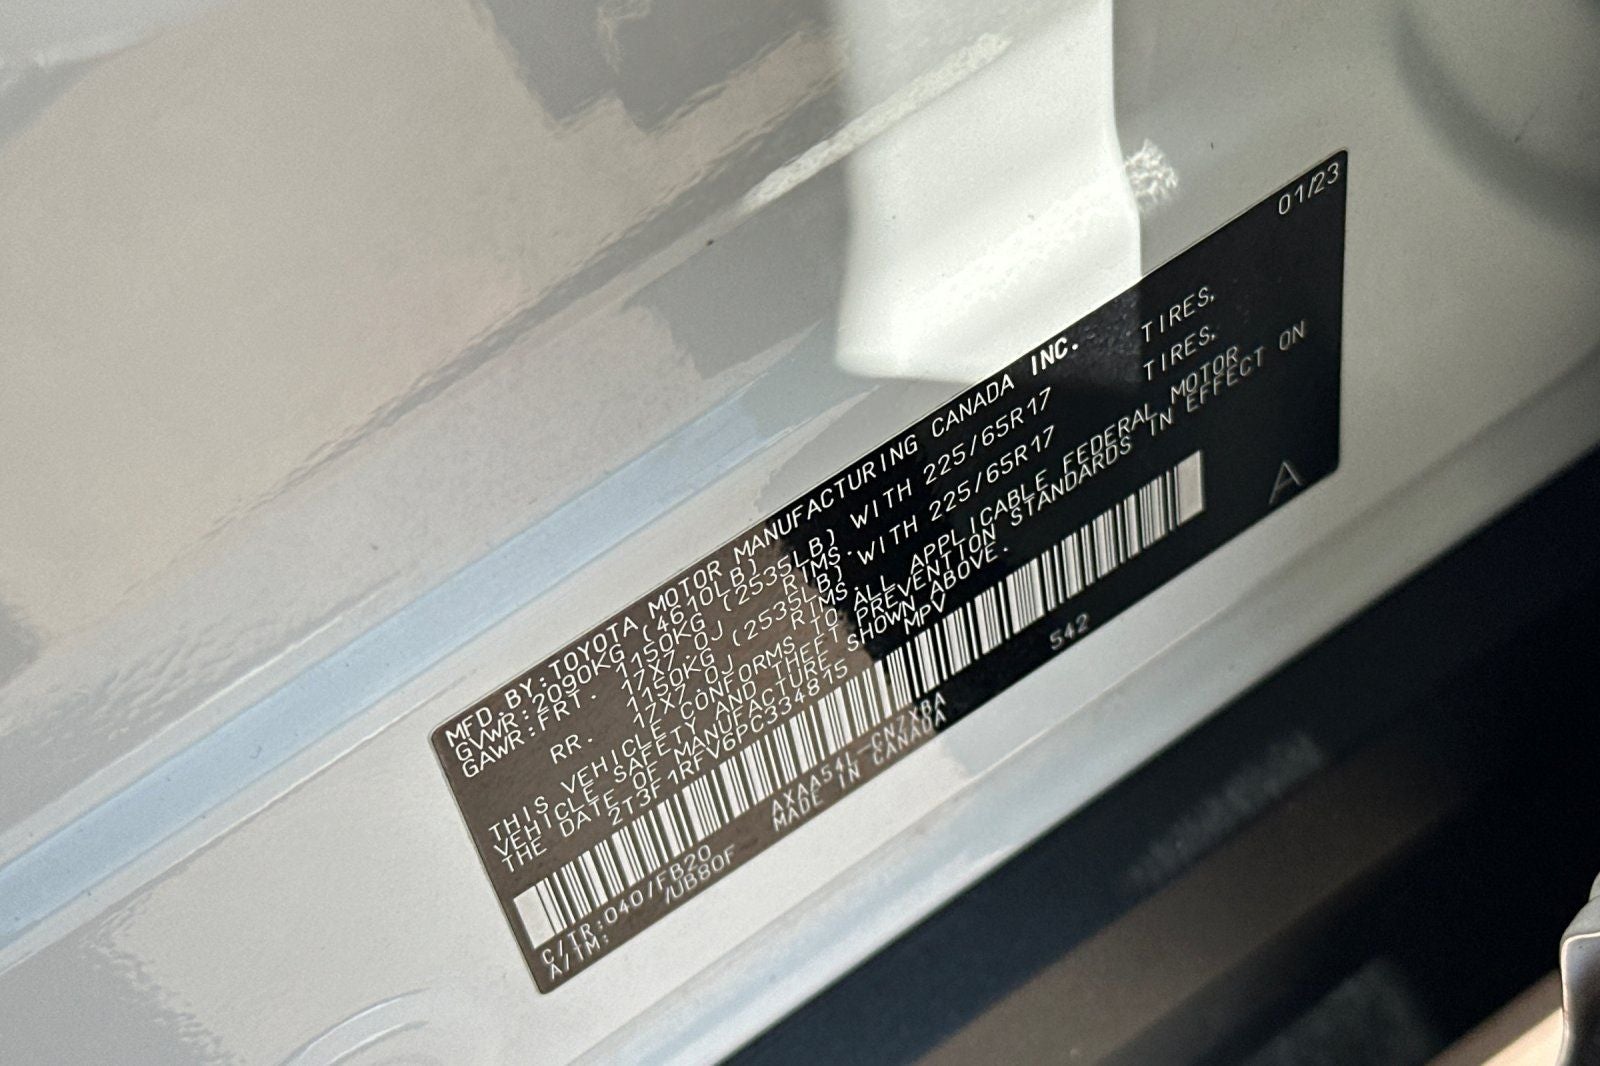 01/23
MFD BY:TOYOTA MOTOR MANUFACTURING CANADA INC.
GVWR:2090KG (4610LB)
GAWR:FRT. 1150KG (2535LB) WITH 225/65R17 TIRES,
17X7.0J RIMS.
RR. 1150KG (2535LB) WITH 225/65R17 TIRES,
17X7.0J RIMS.
THIS VEHICLE CONFORMS TO ALL APPLICABLE FEDERAL MOTOR
VEHICLE SAFETY AND THEFT PREVENTION STANDARDS IN EFFECT ON
THE DATE OF MANUFACTURE SHOWN ABOVE.
2T3F1RFV6PC334815 MPV
A
C/TR:040/FB20 AXAA54L-CNZXBA 542
A/TM: /UB80F MADE IN CANADA